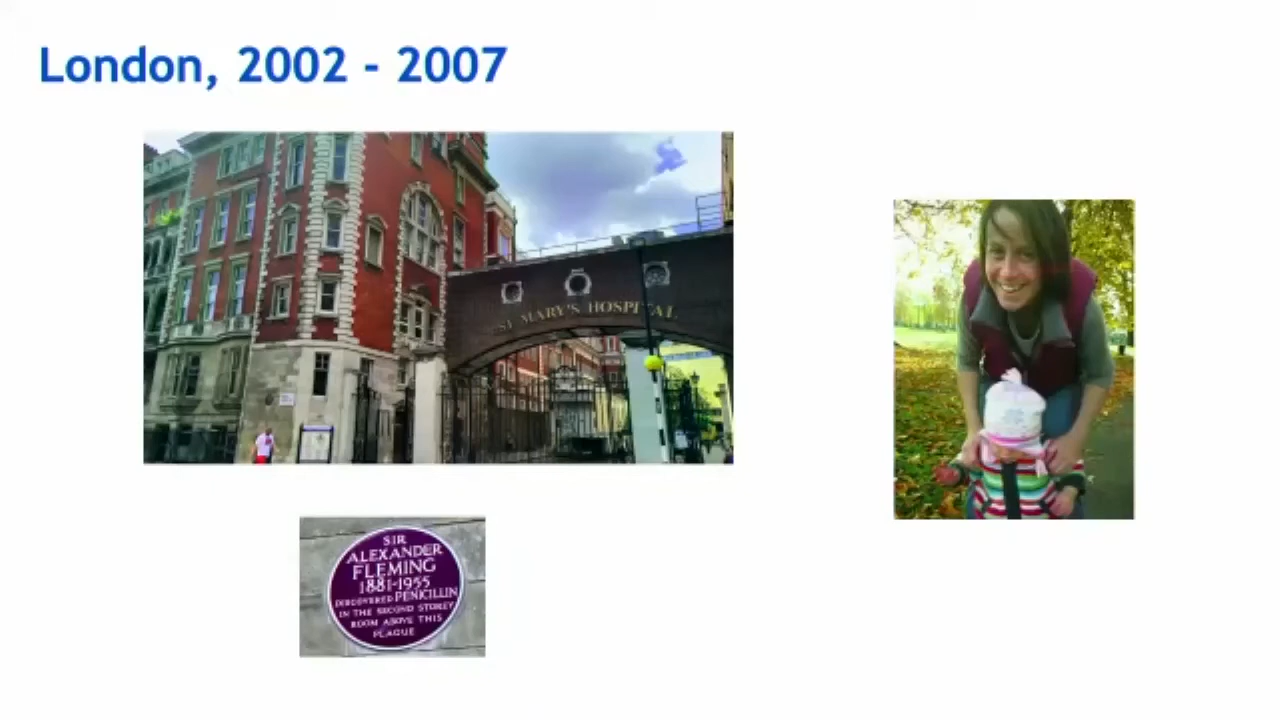 London, 2002 - 2007
ST MARY'S HOSPITAL
SIR
ALEXANDER
FLEMING
1881-1955
DISCOVERED PENICILLIN
IN THE SECOND STOREY
ROOM ABOVE THIS
PLAQUE